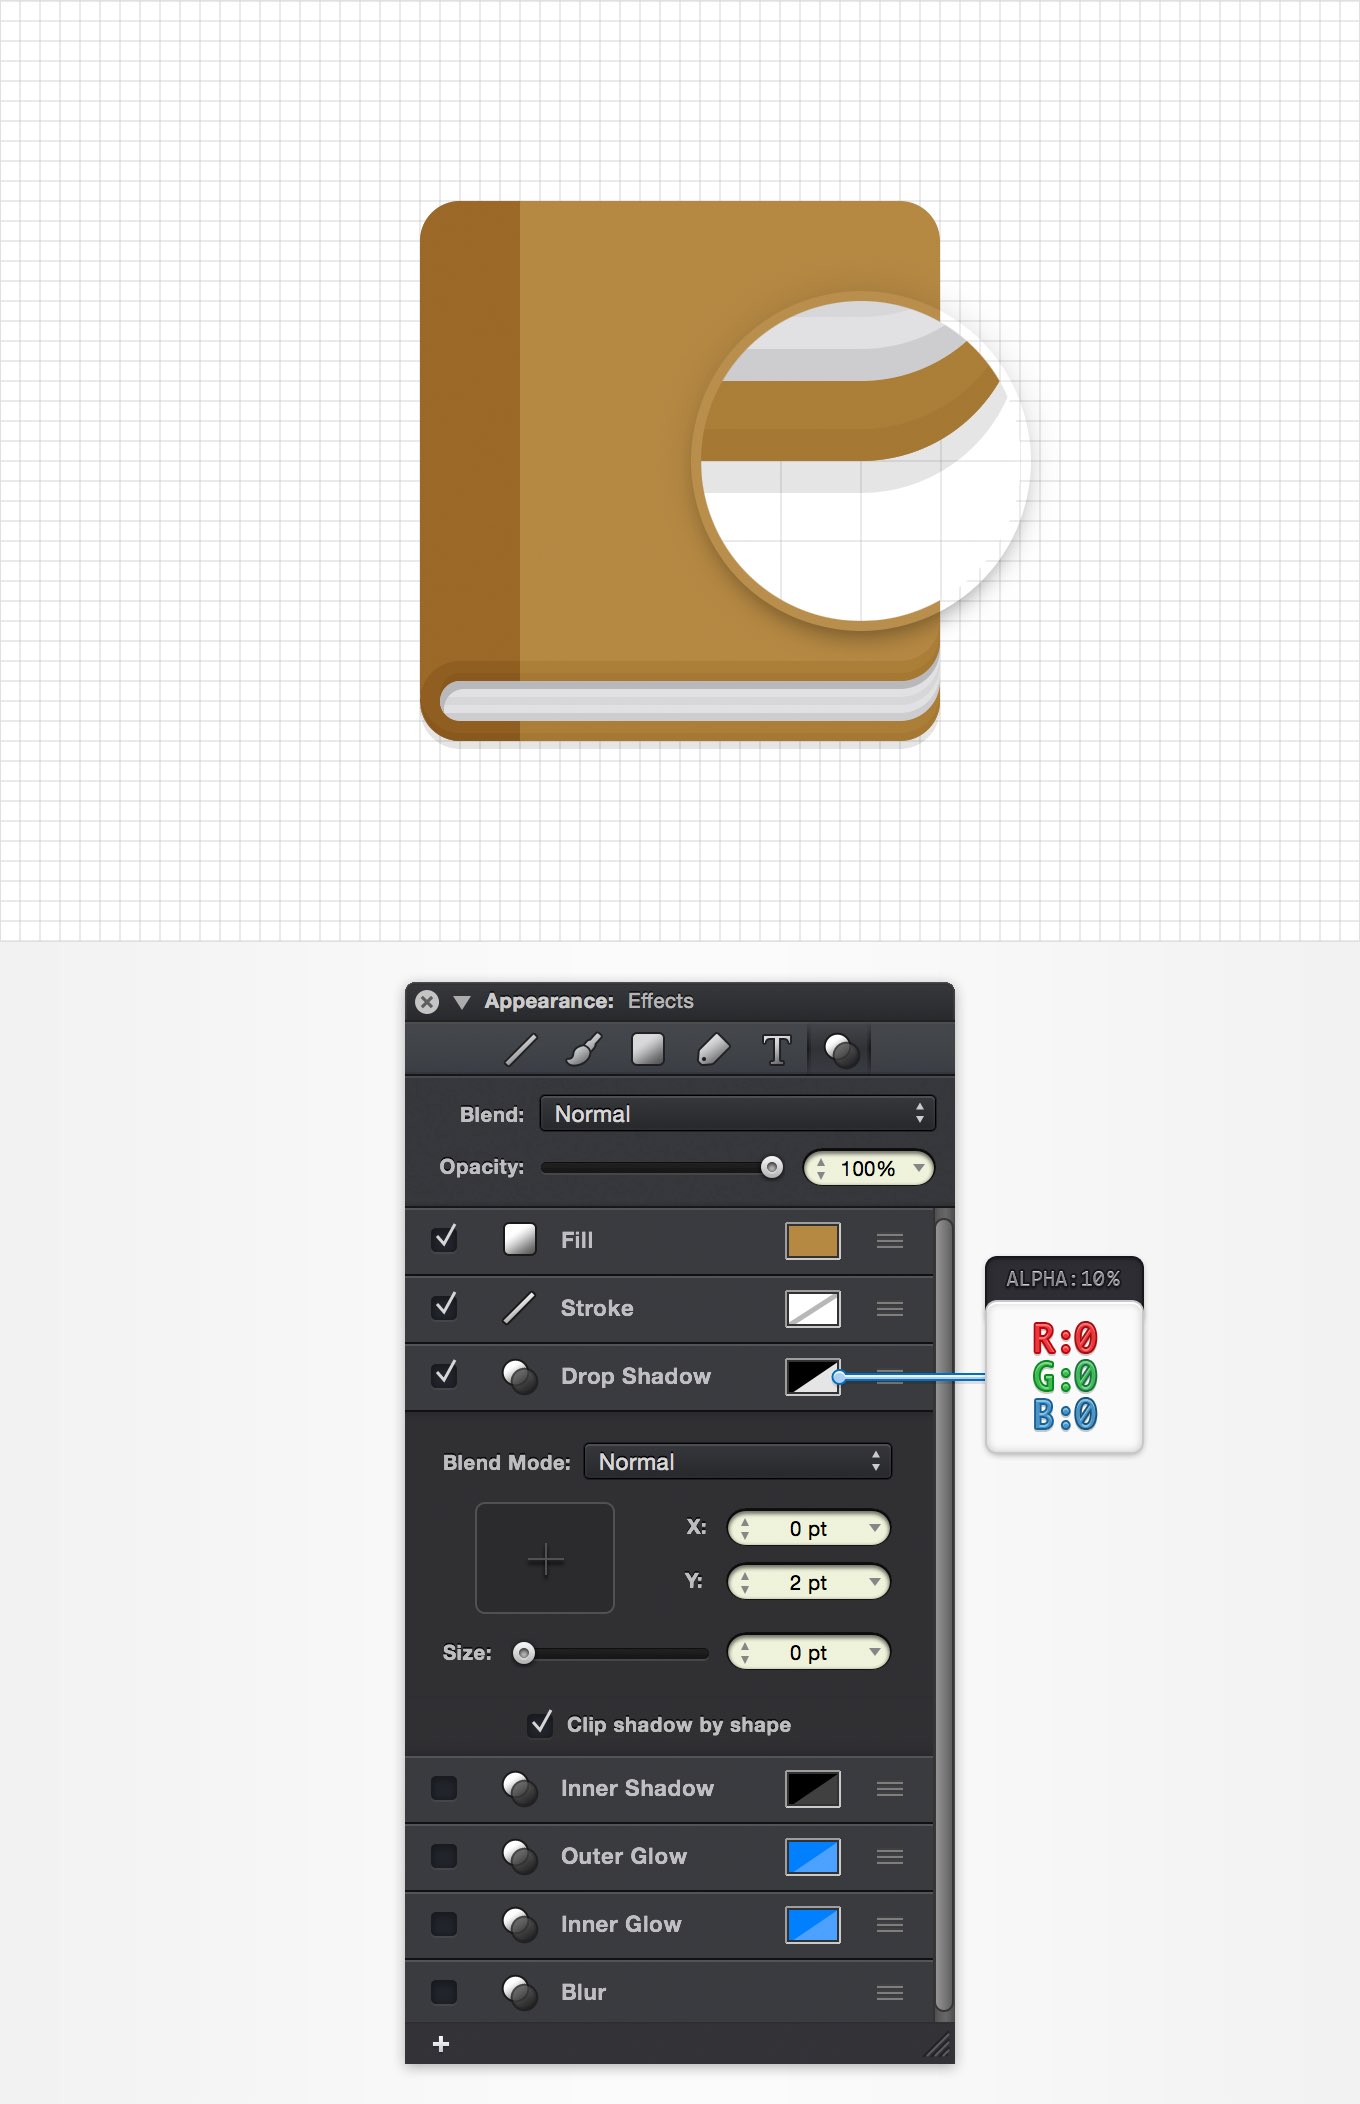 Appearance: Effects
T
Blend: Normal
Opacity: 100%
Fill
Stroke
Drop Shadow
ALPHA:10%
R:0
G:0
B:0
Blend Mode: Normal
X: 0 pt
Y: 2 pt
Size: 0 pt
Clip shadow by shape
Inner Shadow
Outer Glow
Inner Glow
Blur
+